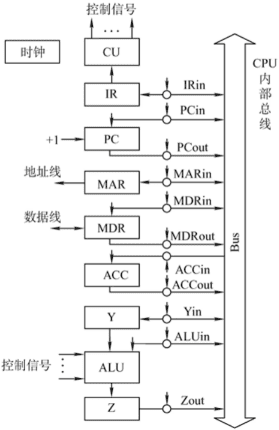 控制信号
...
时钟
CU
CPU内部总线
IR
IRin
PCin
+1
PC
PCout
地址线
MAR
MARin
MDRin
数据线
MDR
MDRout
ACC
ACCin
ACCout
Bus
Y
Yin
ALUin
控制信号
ALU
Z
Zout